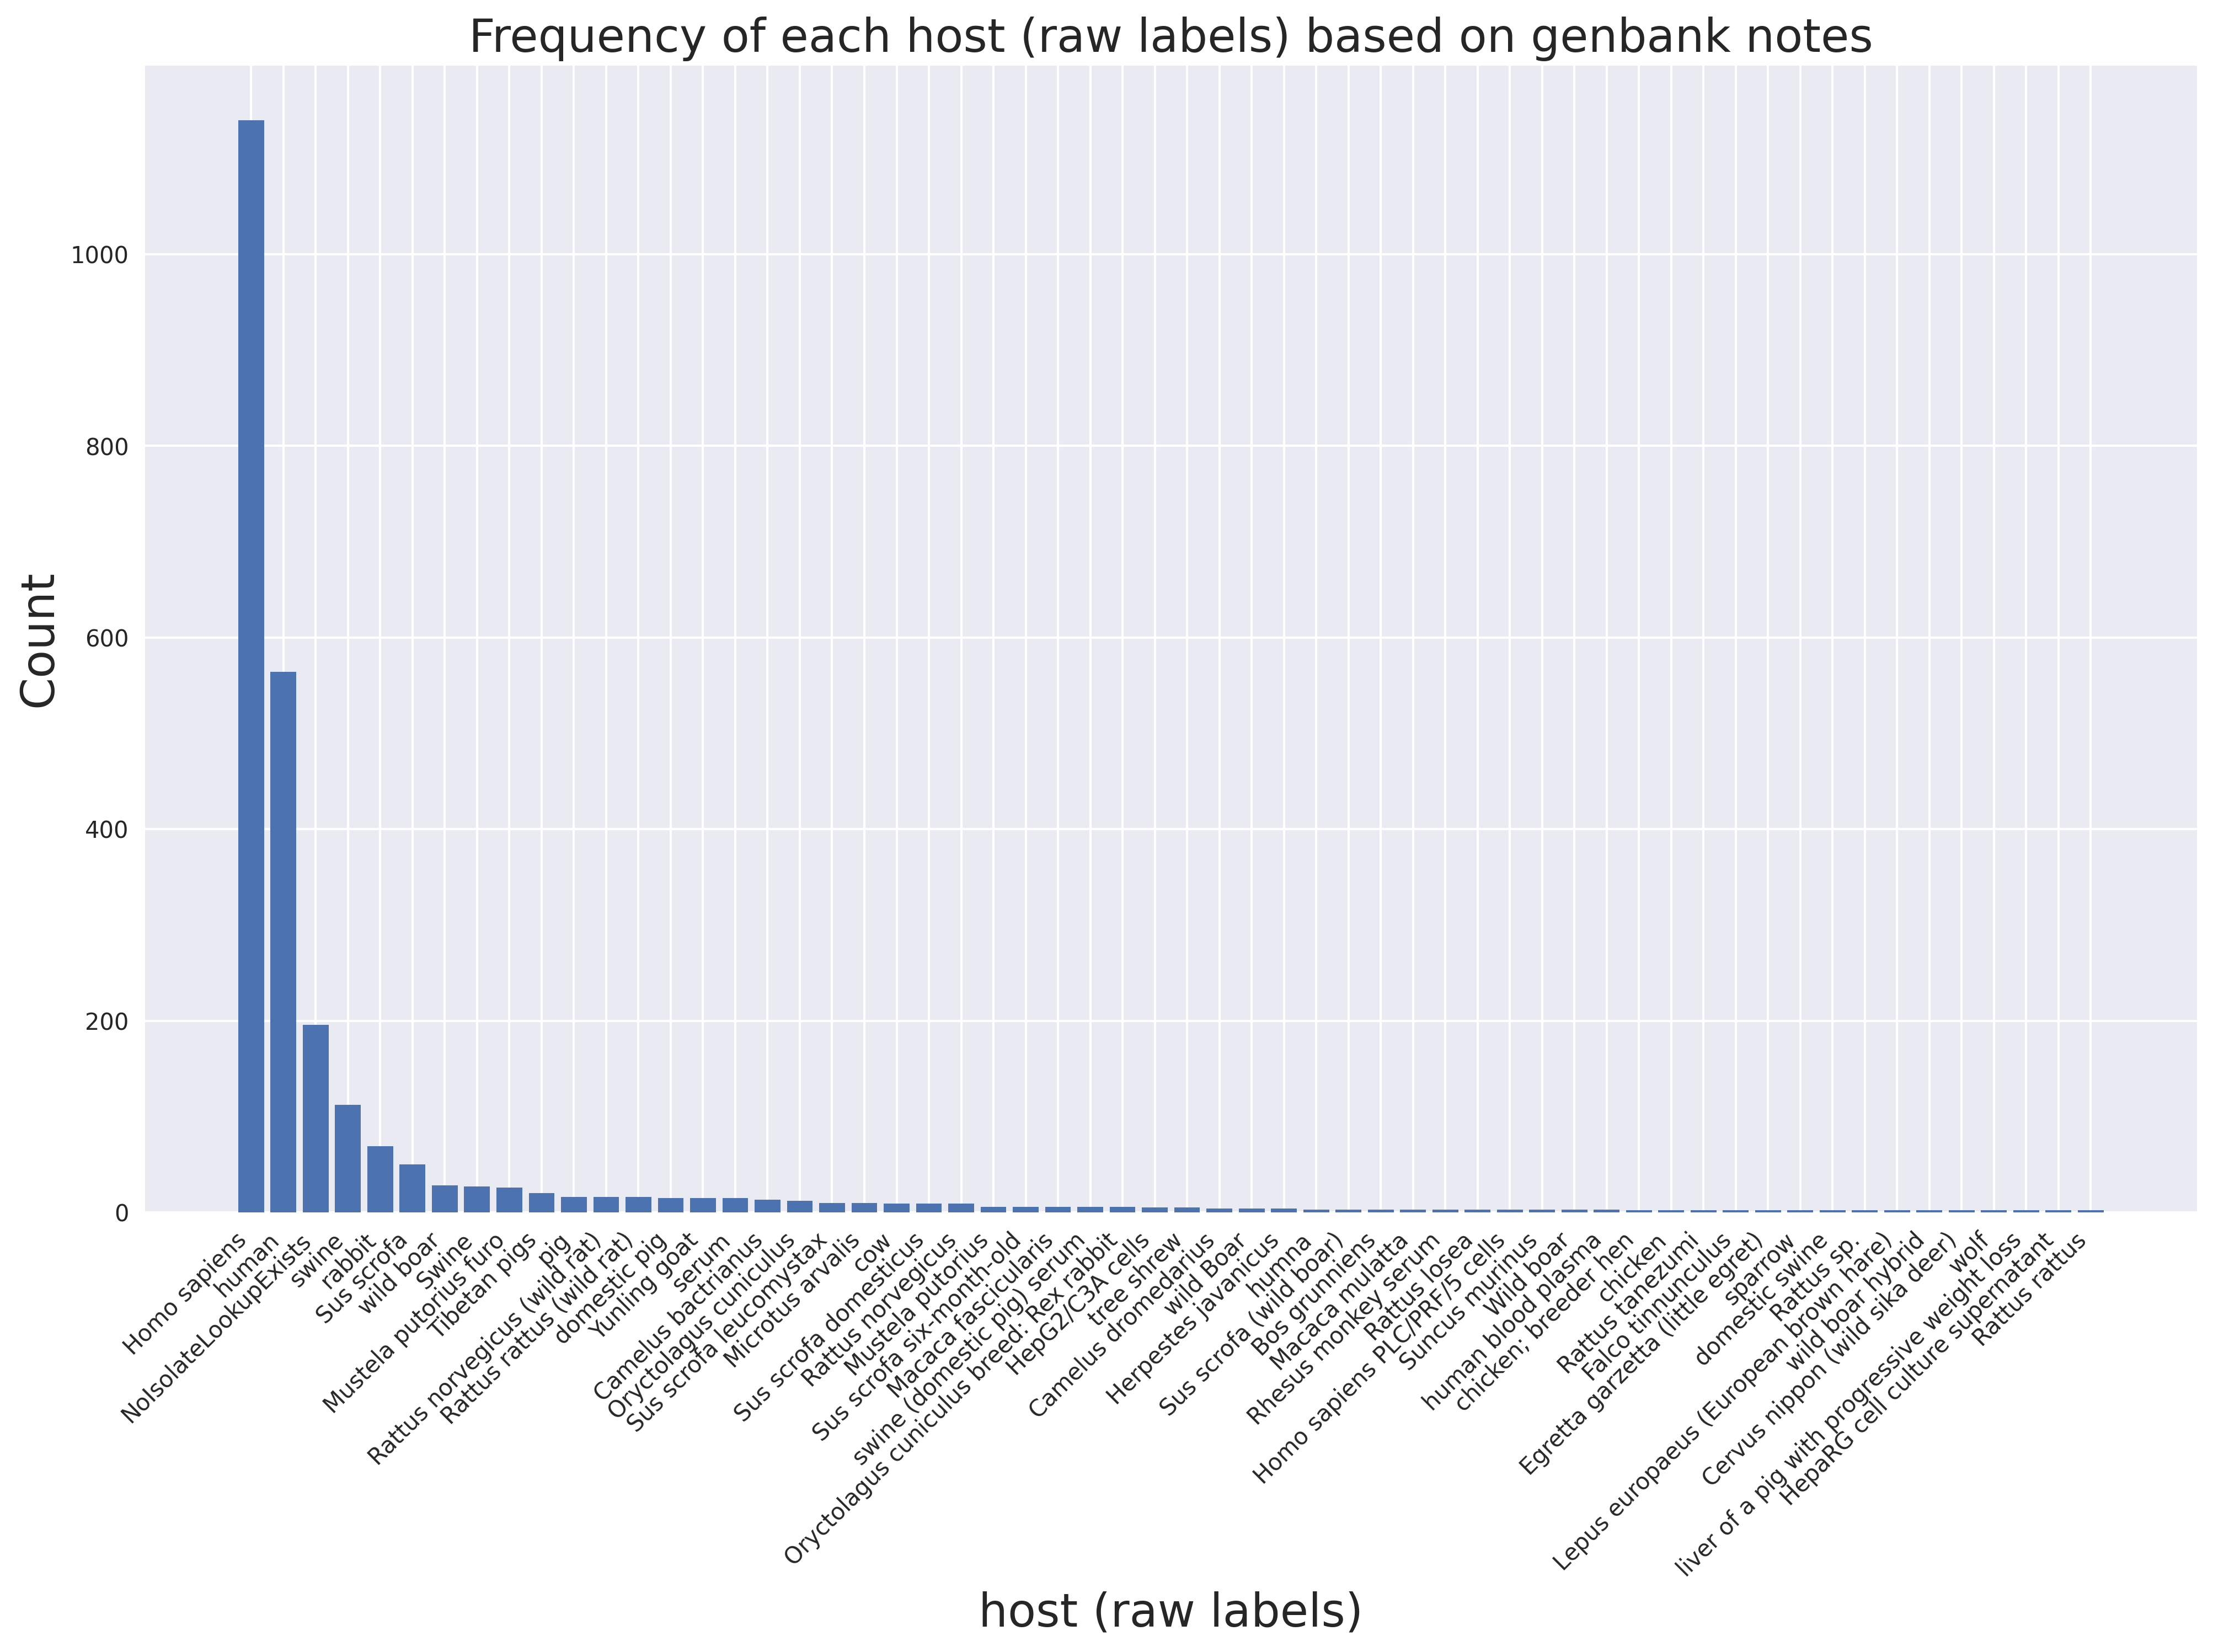 Frequency of each host (raw labels) based on genbank notes
Count
1000
800
600
400
200
0
Homo sapiens
human
NoIsolateLookupExists
swine
rabbit
Sus scrofa
wild boar
Swine
Mustela putorius furo
Tibetan pigs
pig
Rattus norvegicus (wild rat)
Rattus rattus (wild rat)
domestic pig
Yunling goat
serum
Camelus bactrianus
Oryctolagus cuniculus
Sus scrofa leucomystax
Microtus arvalis
cow
Sus scrofa domesticus
Rattus norvegicus
Mustela putorius
Sus scrofa six-month-old
Macaca fascicularis
swine (domestic pig) serum
Oryctolagus cuniculus breed: Rex rabbit
HepG2/C3A cells
tree shrew
Camelus dromedarius
wild Boar
Herpestes javanicus
humna
Sus scrofa (wild boar)
Bos grunniens
Macaca mulatta
Rhesus monkey serum
Rattus losea
Homo sapiens PLC/PRF/5 cells
Suncus murinus
Wild boar
human blood plasma
chicken; breeder hen
chicken
Rattus tanezumi
Falco tinnunculus
Egretta garzetta (little egret)
sparrow
domestic swine
Rattus sp.
Lepus europaeus (European brown hare)
wild boar hybrid
Cervus nippon (wild sika deer)
wolf
liver of a pig with progressive weight loss
HepaRG cell culture supernatant
Rattus rattus
host (raw labels)